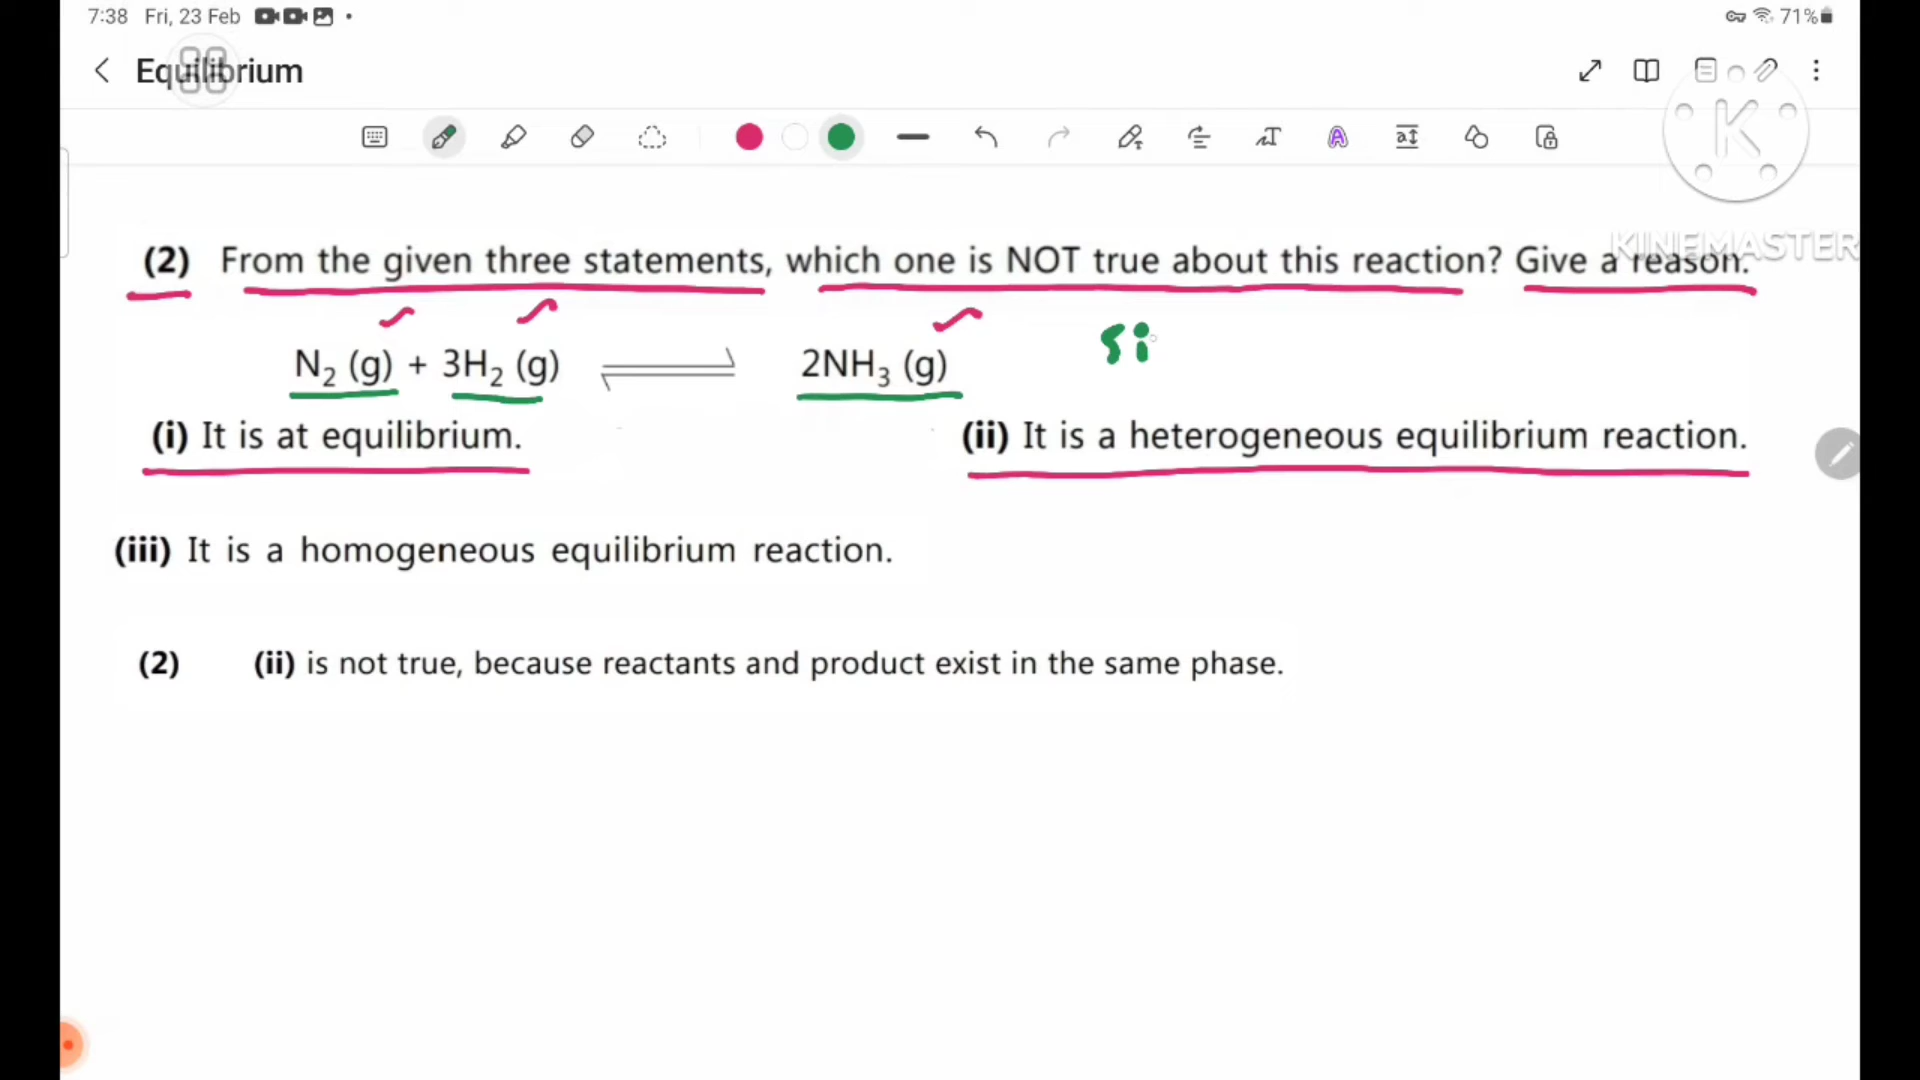 7:38 Fri, 23 Feb 71%
Equilibrium
K
KINEMASTER
(2) From the given three statements, which one is NOT true about this reaction? Give a reason.
si
N₂ (g) + 3H₂ (g) ⇌ 2NH₃ (g)
(i) It is at equilibrium. (ii) It is a heterogeneous equilibrium reaction.
(iii) It is a homogeneous equilibrium reaction.
(2) (ii) is not true, because reactants and product exist in the same phase.